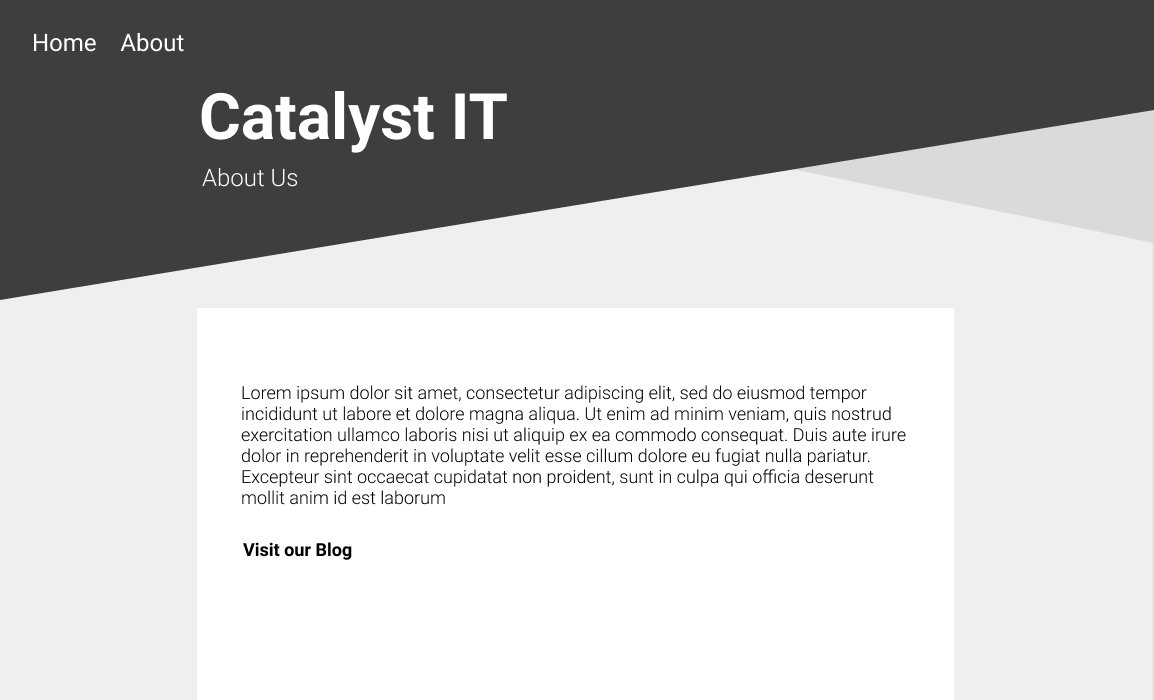 Home About
Catalyst IT
About Us
Lorem ipsum dolor sit amet, consectetur adipiscing elit, sed do eiusmod tempor
incididunt ut labore et dolore magna aliqua. Ut enim ad minim veniam, quis nostrud
exercitation ullamco laboris nisi ut aliquip ex ea commodo consequat. Duis aute irure
dolor in reprehenderit in voluptate velit esse cillum dolore eu fugiat nulla pariatur.
Excepteur sint occaecat cupidatat non proident, sunt in culpa qui officia deserunt
mollit anim id est laborum
Visit our Blog